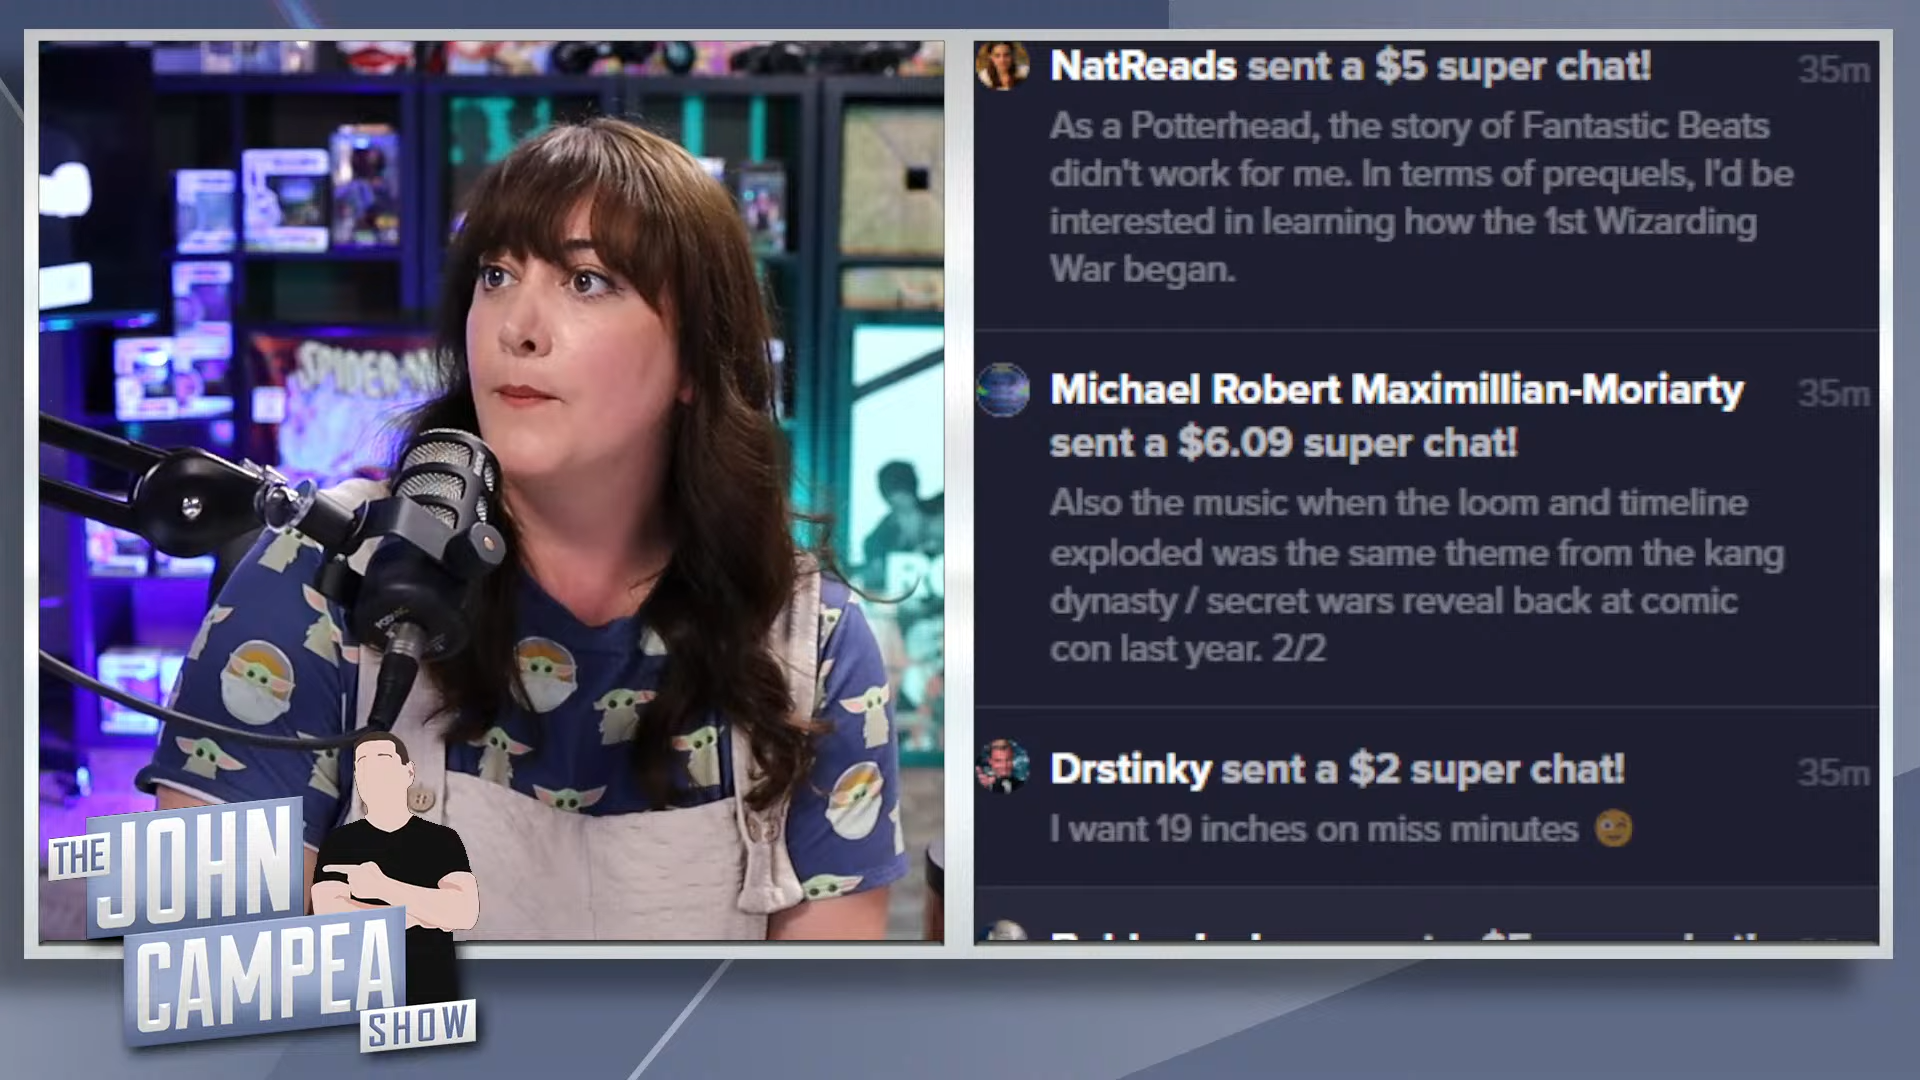 NatReads sent a $5 super chat!
35m
As a Potterhead, the story of Fantastic Beats
didn't work for me. In terms of prequels, I'd be
interested in learning how the 1st Wizarding
War began.
Michael Robert Maximillian-Moriarty
35m
sent a $6.09 super chat!
Also the music when the loom and timeline
exploded was the same theme from the kang
dynasty / secret wars reveal back at comic
con last year. 2/2
Drstinky sent a $2 super chat!
35m
I want 19 inches on miss minutes 😉
THE
JOHN
CAMPEA
SHOW